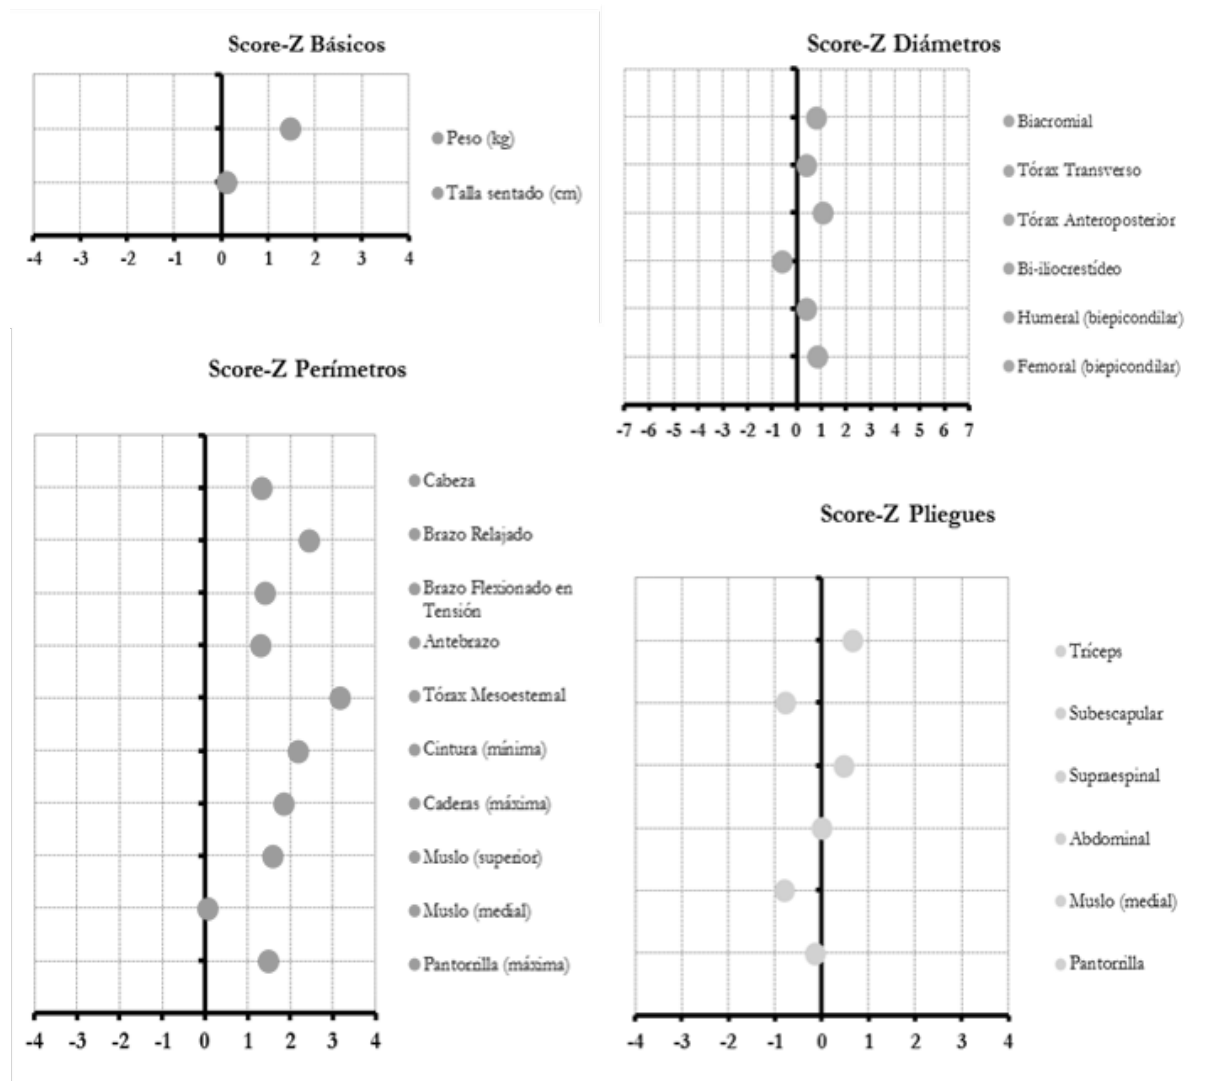 Score-Z Básicos
Peso (kg)
Talla sentado (cm)
-4 -3 -2 -1 0 1 2 3 4
Score-Z Diámetros
Biacromial
Tórax Transverso
Tórax Anteroposterior
Bi-iliocrestídeo
Humeral (biepicondilar)
Femoral (biepicondilar)
-7 -6 -5 -4 -3 -2 -1 0 1 2 3 4 5 6 7
Score-Z Perímetros
Cabeza
Brazo Relajado
Brazo Flexionado en
Tensión
Antebrazo
Tórax Mesoesternal
Cintura (mínima)
Caderas (máxima)
Muslo (superior)
Muslo (medial)
Pantorrilla (máxima)
-4 -3 -2 -1 0 1 2 3 4
Score-Z Pliegues
Tríceps
Subescapular
Supraespinal
Abdominal
Muslo (medial)
Pantorrilla
-4 -3 -2 -1 0 1 2 3 4